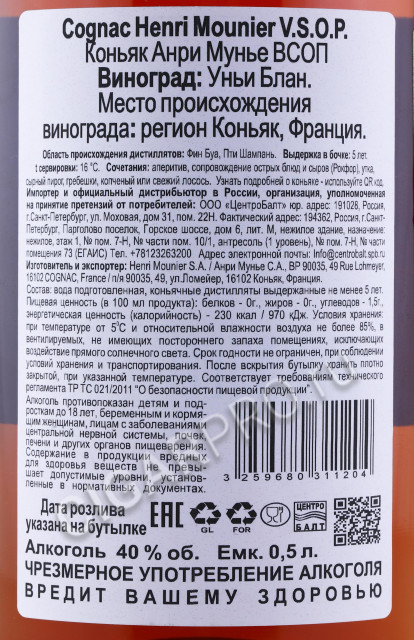 Cognac Henri Mounier V.S.O.P.
Коньяк Анри Мунье ВСОП
Виноград: Уньи Блан.
Место происхождения
винограда: регион Коньяк, Франция.
Область происхождения дистиллятов: Фин Буа, Пти Шампань. Выдержка в бочке: 5 лет.
t сервировки: 16 °С. Сочетания: аперитив, сопровождение острых блюд и сыров (Рокфор), утка,
сырный пирог, гребешки, копченый или свежий лосось. Узнать подробней о коньяке - используйте QR код.
Импортер и официальный дистрибьютор в России, организация, уполномоченная
на принятие претензий от потребителей: ООО «ЦентроБалт» юр. адрес: 191028, Россия,
г.Санкт-Петербург, ул. Моховая, дом 31, пом. 22Н. Фактический адрес: 194362, Россия, г.Санкт-
Петербург, Парголово поселок, Горское шоссе, дом 6, лит. М, нежилое здание, назначение:
нежилое, этаж 1, № пом. 7-Н, № части пом. 10/1, антресоль (1 уровень), № пом. 7-Н, № части
помещения 73 (ЕГАИС) Тел. +78123263200 Адрес электронной почты: Info@centrobalt.spb.ru
Изготовитель и экспортер: Henri Mounier S.A. / Анри Мунье С.А., BP 90035, 49 Rue Lohmeyer,
16102 COGNAC, France / п/я 90035, 49, ул.Ломейер, 16102 Коньяк, Франция.
Состав: вода подготовленная, коньячные дистилляты выдержанные не менее 5 лет.
Пищевая ценность (в 100 мл продукта): белков - 0г., жиров - 0г., углеводов - 1,5г.,
энергетическая ценность (калорийность) - 230 ккал / 970 кДж. Условия хранения:
при температуре от 5°С и относительной влажности воздуха не более 85%, в
вентилируемых, не имеющих постороннего запаха помещениях, исключающих
воздействие прямого солнечного света. Срок годности не ограничен, при соблюдении
условий хранения и транспортирования. После вскрытия бутылку хранить плотно
закрытой, при указанной температуре. Соответствует требованиям технического
регламента ТР ТС 021/2011 "О безопасности пищевой продукции".
Алкоголь противопоказан детям и под-
росткам до 18 лет, беременным и кормя-
щим женщинам, лицам с заболеваниями
центральной нервной системы, почек,
печени и других органов пищеварения.
Содержание в продукции вредных
для здоровья веществ не превы-
шает допустимые уровни, установ-
ленные в нормативных документах.
3 259680 311204
Дата розлива
указана на бутылке
EAC
GL
FOR
ЦЕНТРО
БАЛТ
Алкоголь 40 % об. Емк. 0,5 л.
ЧРЕЗМЕРНОЕ УПОТРЕБЛЕНИЕ АЛКОГОЛЯ
ВРЕДИТ ВАШЕМУ ЗДОРОВЬЮ